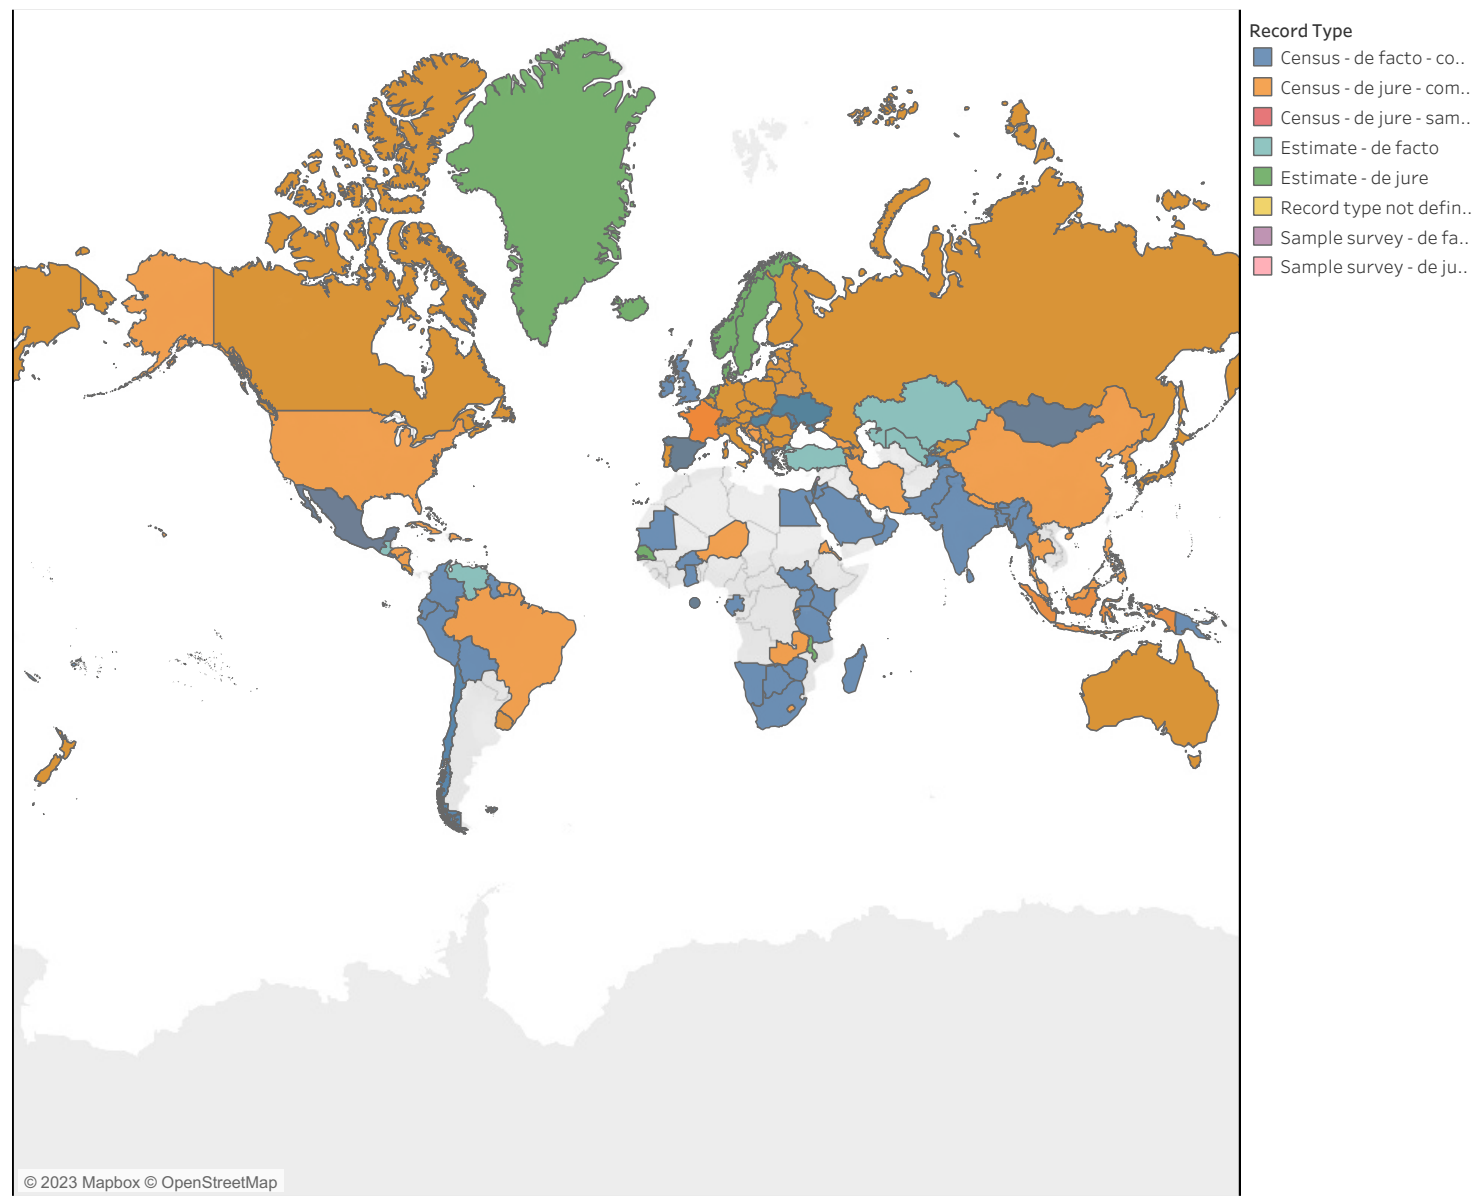 Record Type
Census - de facto - co..
Census - de jure - com..
Census - de jure - sam..
Estimate - de facto
Estimate - de jure
Record type not defin..
Sample survey - de fa..
Sample survey - de ju..
© 2023 Mapbox © OpenStreetMap